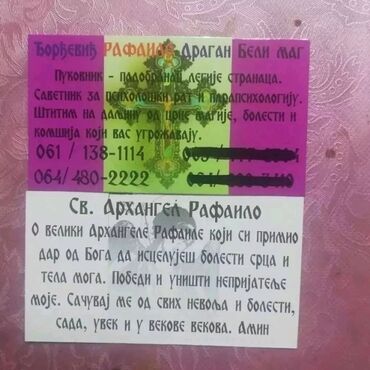 Ђорђевић Рафаило Драган Бели маг
Пуковник - падобранац легије странаца.
Саветник за психолошки рат и парапсихологију.
Штитим на даљину од црне магије, болести и
комшија који вас угрожавају.
061 / 138-1114
064/480-2222
Св. Архангел Рафаило
О велики Архангеле Рафаиле који си примио
дар од Бога да исцелујеш болести срца и
тела мога. Победи и уништи непријатеље
моје. Сачувај ме од свих невоља и болести,
сада, увек и у векове векова. Амин